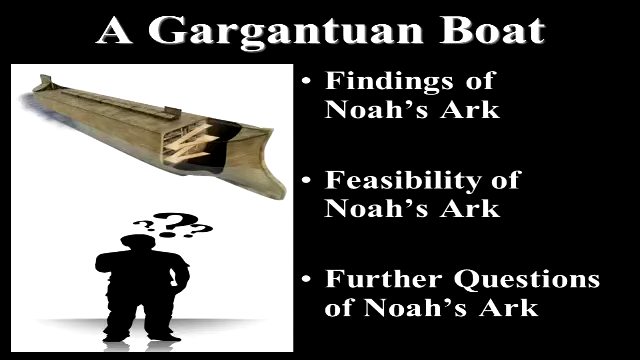 A Gargantuan Boat
• Findings of
Noah's Ark
• Feasibility of
Noah's Ark
• Further Questions
of Noah's Ark
???